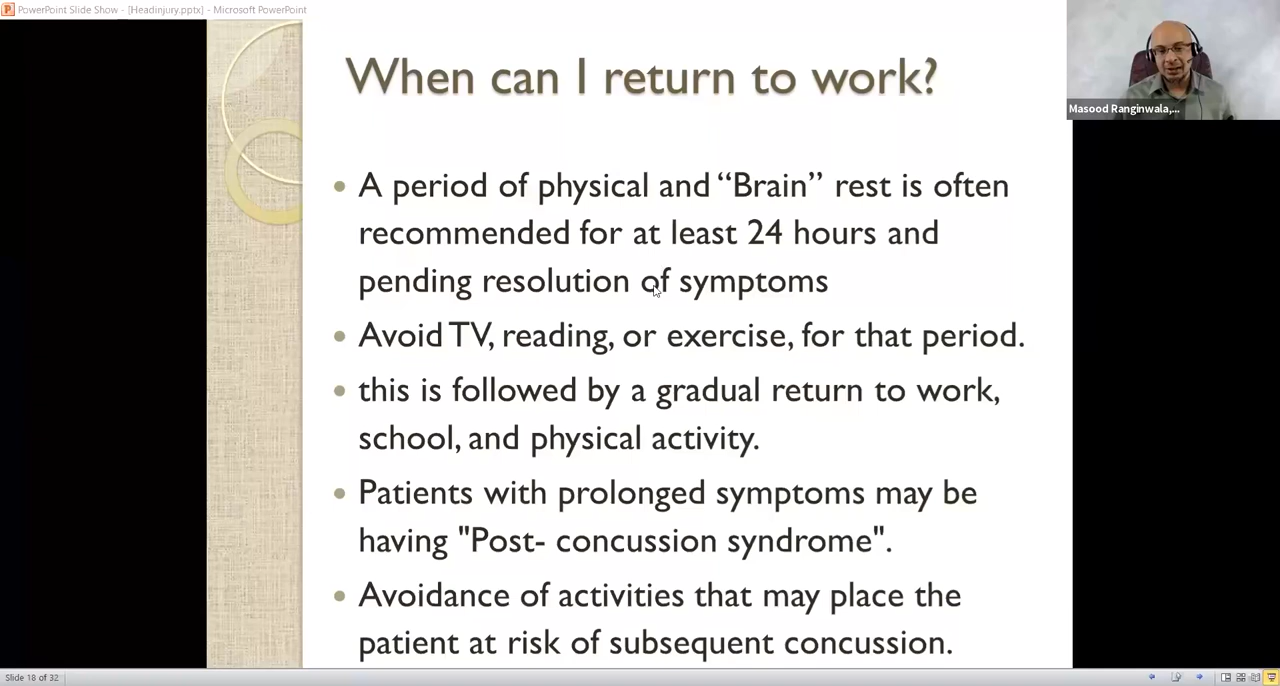 PowerPoint Slide Show - [Headinjury.pptx] - Microsoft PowerPoint
When can I return to work?
Masood Ranginwala,...
• A period of physical and “Brain” rest is often
recommended for at least 24 hours and
pending resolution of symptoms
• Avoid TV, reading, or exercise, for that period.
• this is followed by a gradual return to work,
school, and physical activity.
• Patients with prolonged symptoms may be
having "Post- concussion syndrome".
• Avoidance of activities that may place the
patient at risk of subsequent concussion.
Slide 18 of 32